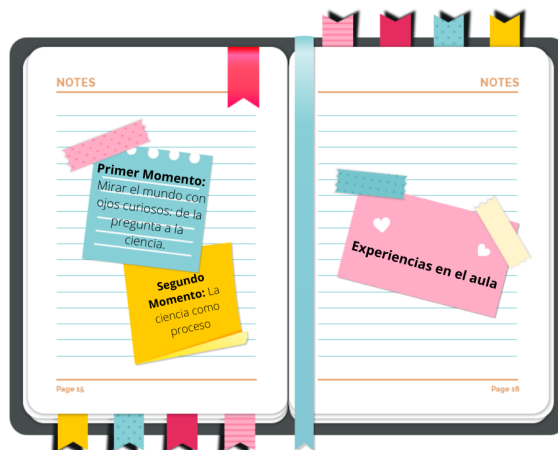 NOTES
Primer Momento:
Mirar el mundo con
ojos curiosos: de la
pregunta a la
ciencia.
Segundo
Momento: La
ciencia como
proceso
Page 15
NOTES
Experiencias en el aula
Page 16